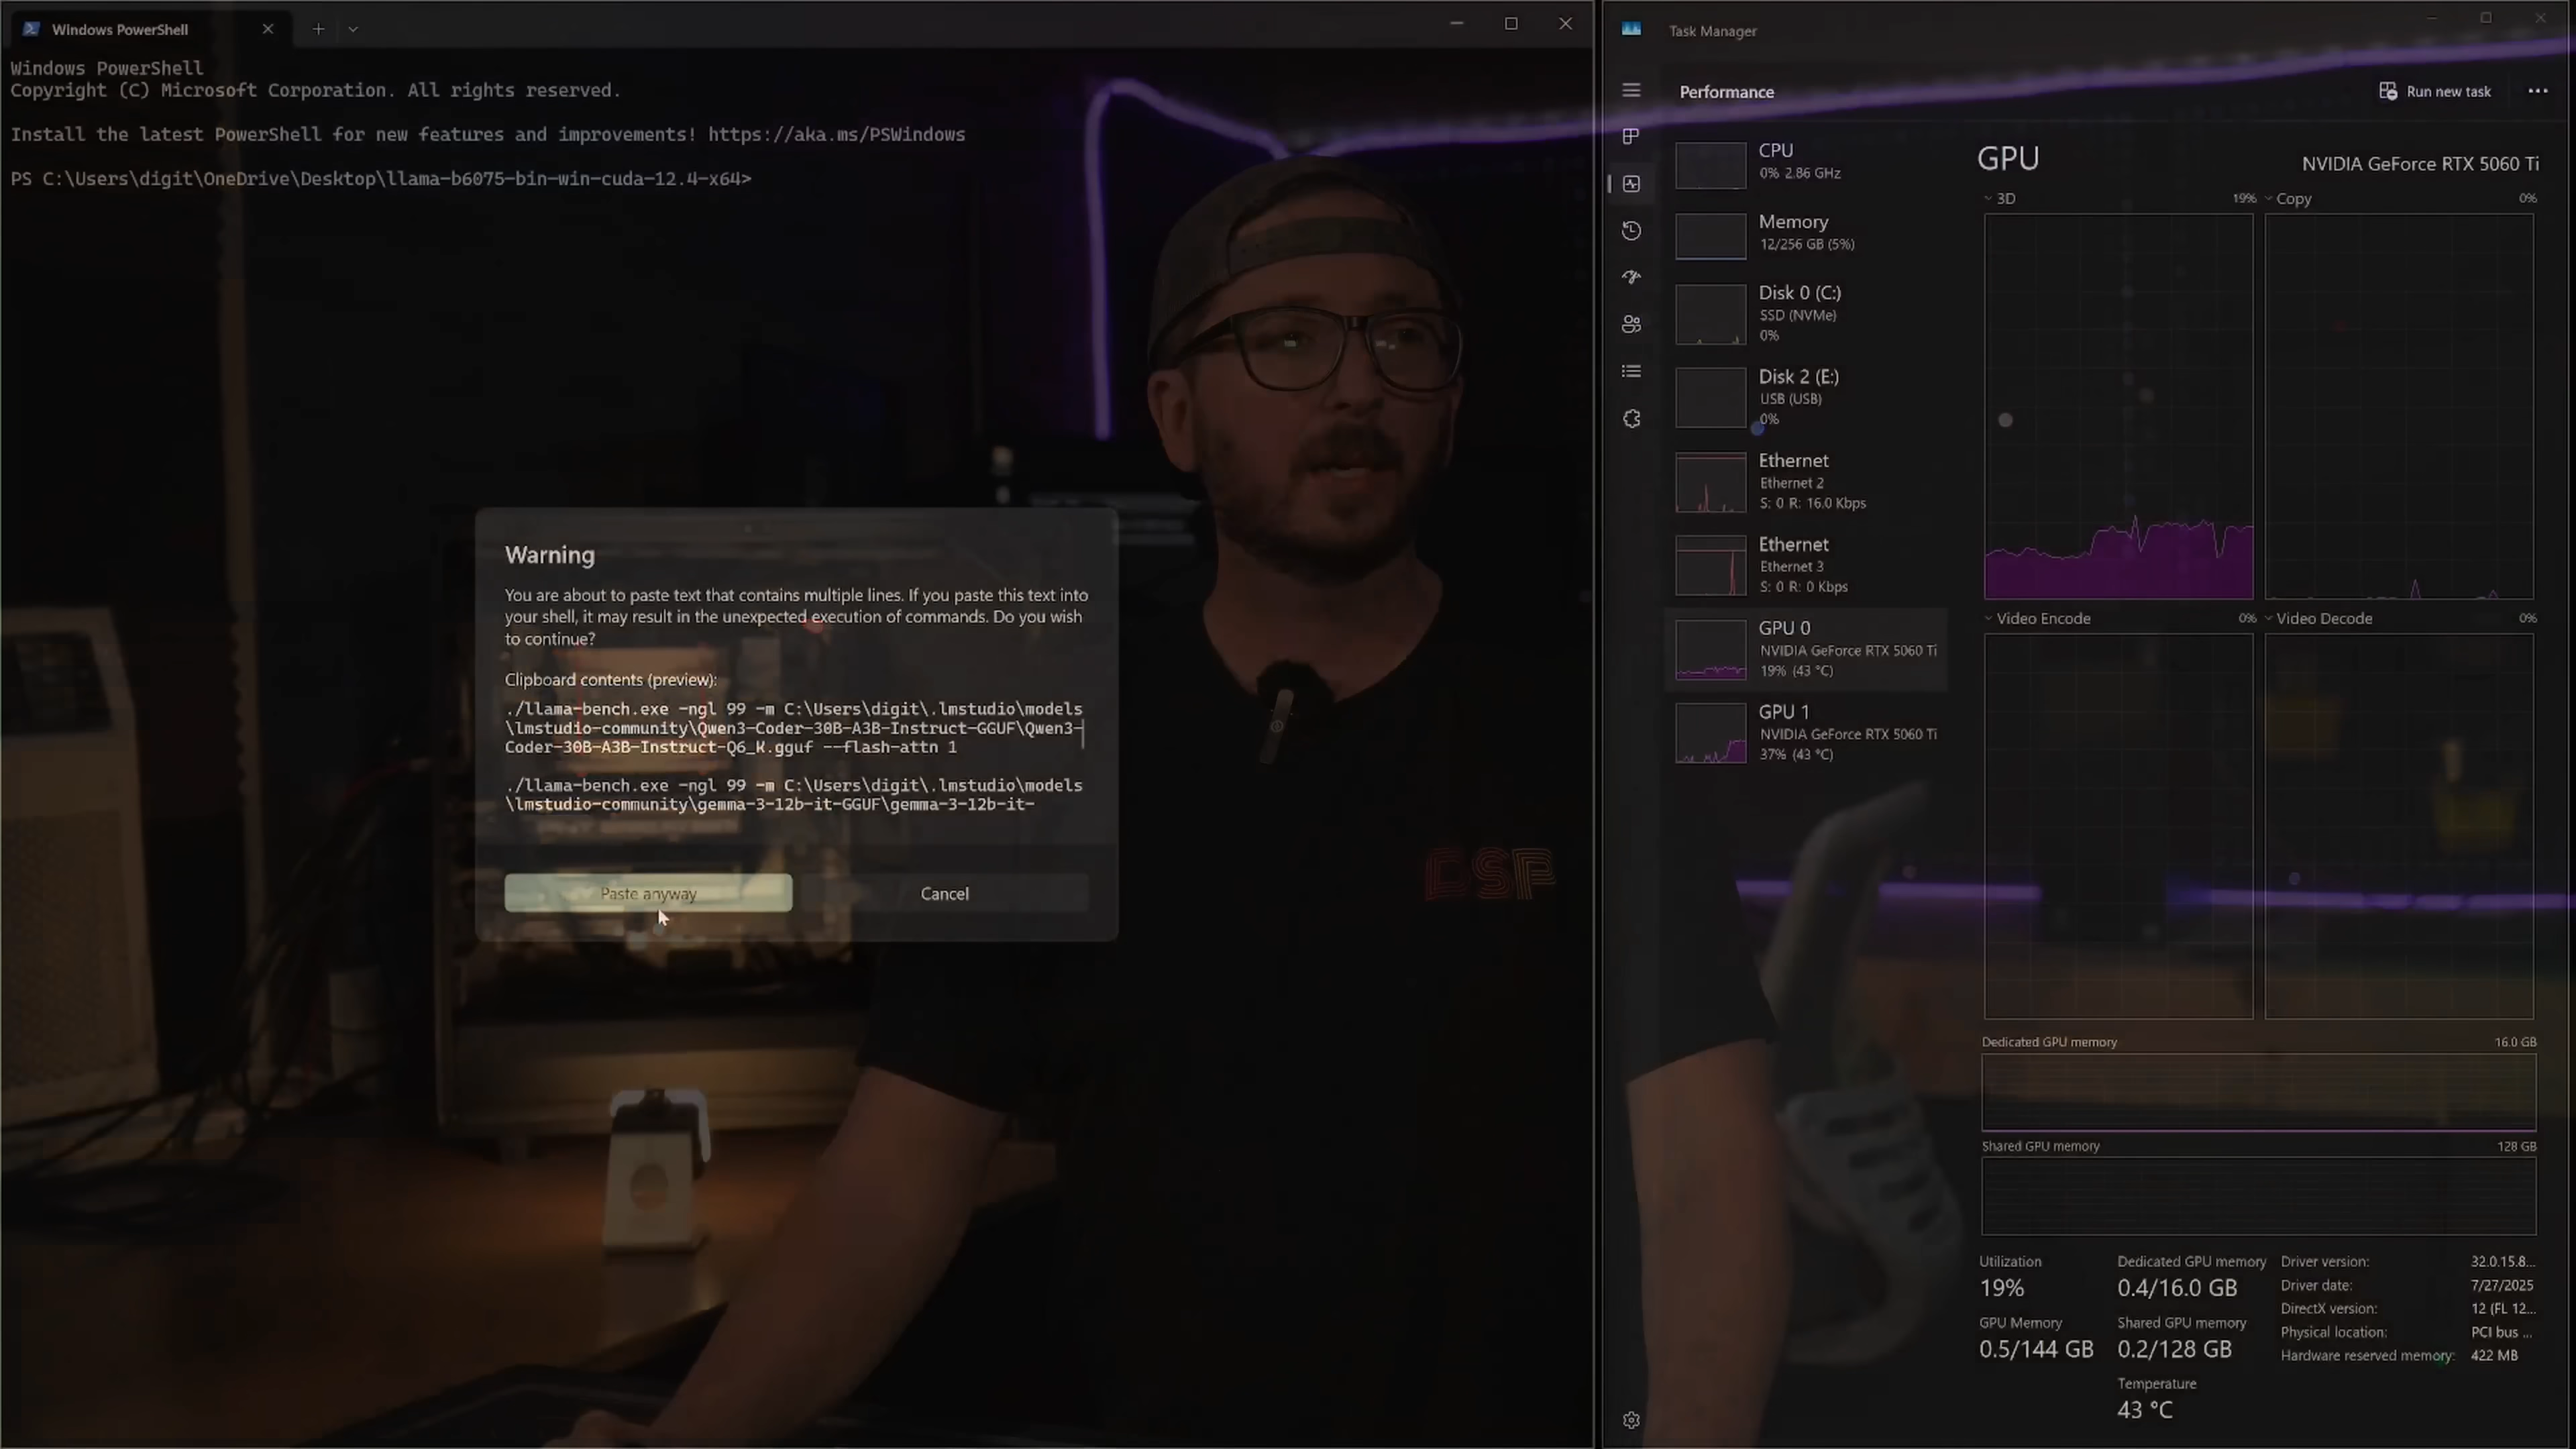 Windows PowerShell
Windows PowerShell
Copyright (C) Microsoft Corporation. All rights reserved.
Install the latest PowerShell for new features and improvements! https://aka.ms/PSWindows
PS C:\Users\digit\OneDrive\Desktop\llama-b6075-bin-win-cuda-12.4-x64>
Warning
You are about to paste text that contains multiple lines. If you paste this text into
your shell, it may result in the unexpected execution of commands. Do you wish
to continue?
Clipboard contents (preview):
./llama-bench.exe -ngl 99 -m C:\Users\digit\.lmstudio\models
\lmstudio-community\Qwen3-Coder-30B-A3B-Instruct-GGUF\Qwen3-
Coder-30B-A3B-Instruct-Q6_K.gguf --flash-attn 1
./llama-bench.exe -ngl 99 -m C:\Users\digit\.lmstudio\models
\lmstudio-community\gemma-3-12b-it-GGUF\gemma-3-12b-it-
Paste anyway
Cancel
DSP
Task Manager
Performance
Run new task
CPU
0% 2.86 GHz
Memory
12/256 GB (5%)
Disk 0 (C:)
SSD (NVMe)
0%
Disk 2 (E:)
USB (USB)
0%
Ethernet
Ethernet 2
S: 0 R: 16.0 Kbps
Ethernet
Ethernet 3
S: 0 R: 0 Kbps
GPU 0
NVIDIA GeForce RTX 5060 Ti
19% (43 °C)
GPU 1
NVIDIA GeForce RTX 5060 Ti
37% (43 °C)
GPU
NVIDIA GeForce RTX 5060 Ti
3D 19%
Copy 0%
Video Encode 0%
Video Decode 0%
Dedicated GPU memory 16.0 GB
Shared GPU memory 128 GB
Utilization
19%
Dedicated GPU memory
0.4/16.0 GB
GPU Memory
0.5/144 GB
Shared GPU memory
0.2/128 GB
Temperature
43 °C
Driver version: 32.0.15.8...
Driver date: 7/27/2025
DirectX version: 12 (FL 12...
Physical location: PCI bus ...
Hardware reserved memory: 422 MB